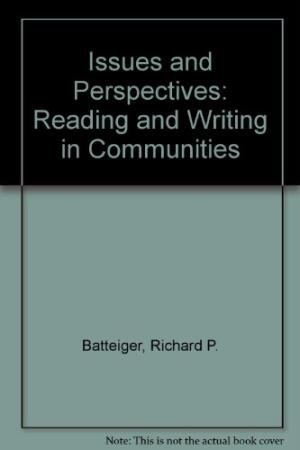 Issues and
Perspectives:
Reading and Writing
in Communities
Batteiger, Richard P.
Note: This is not the actual book cover